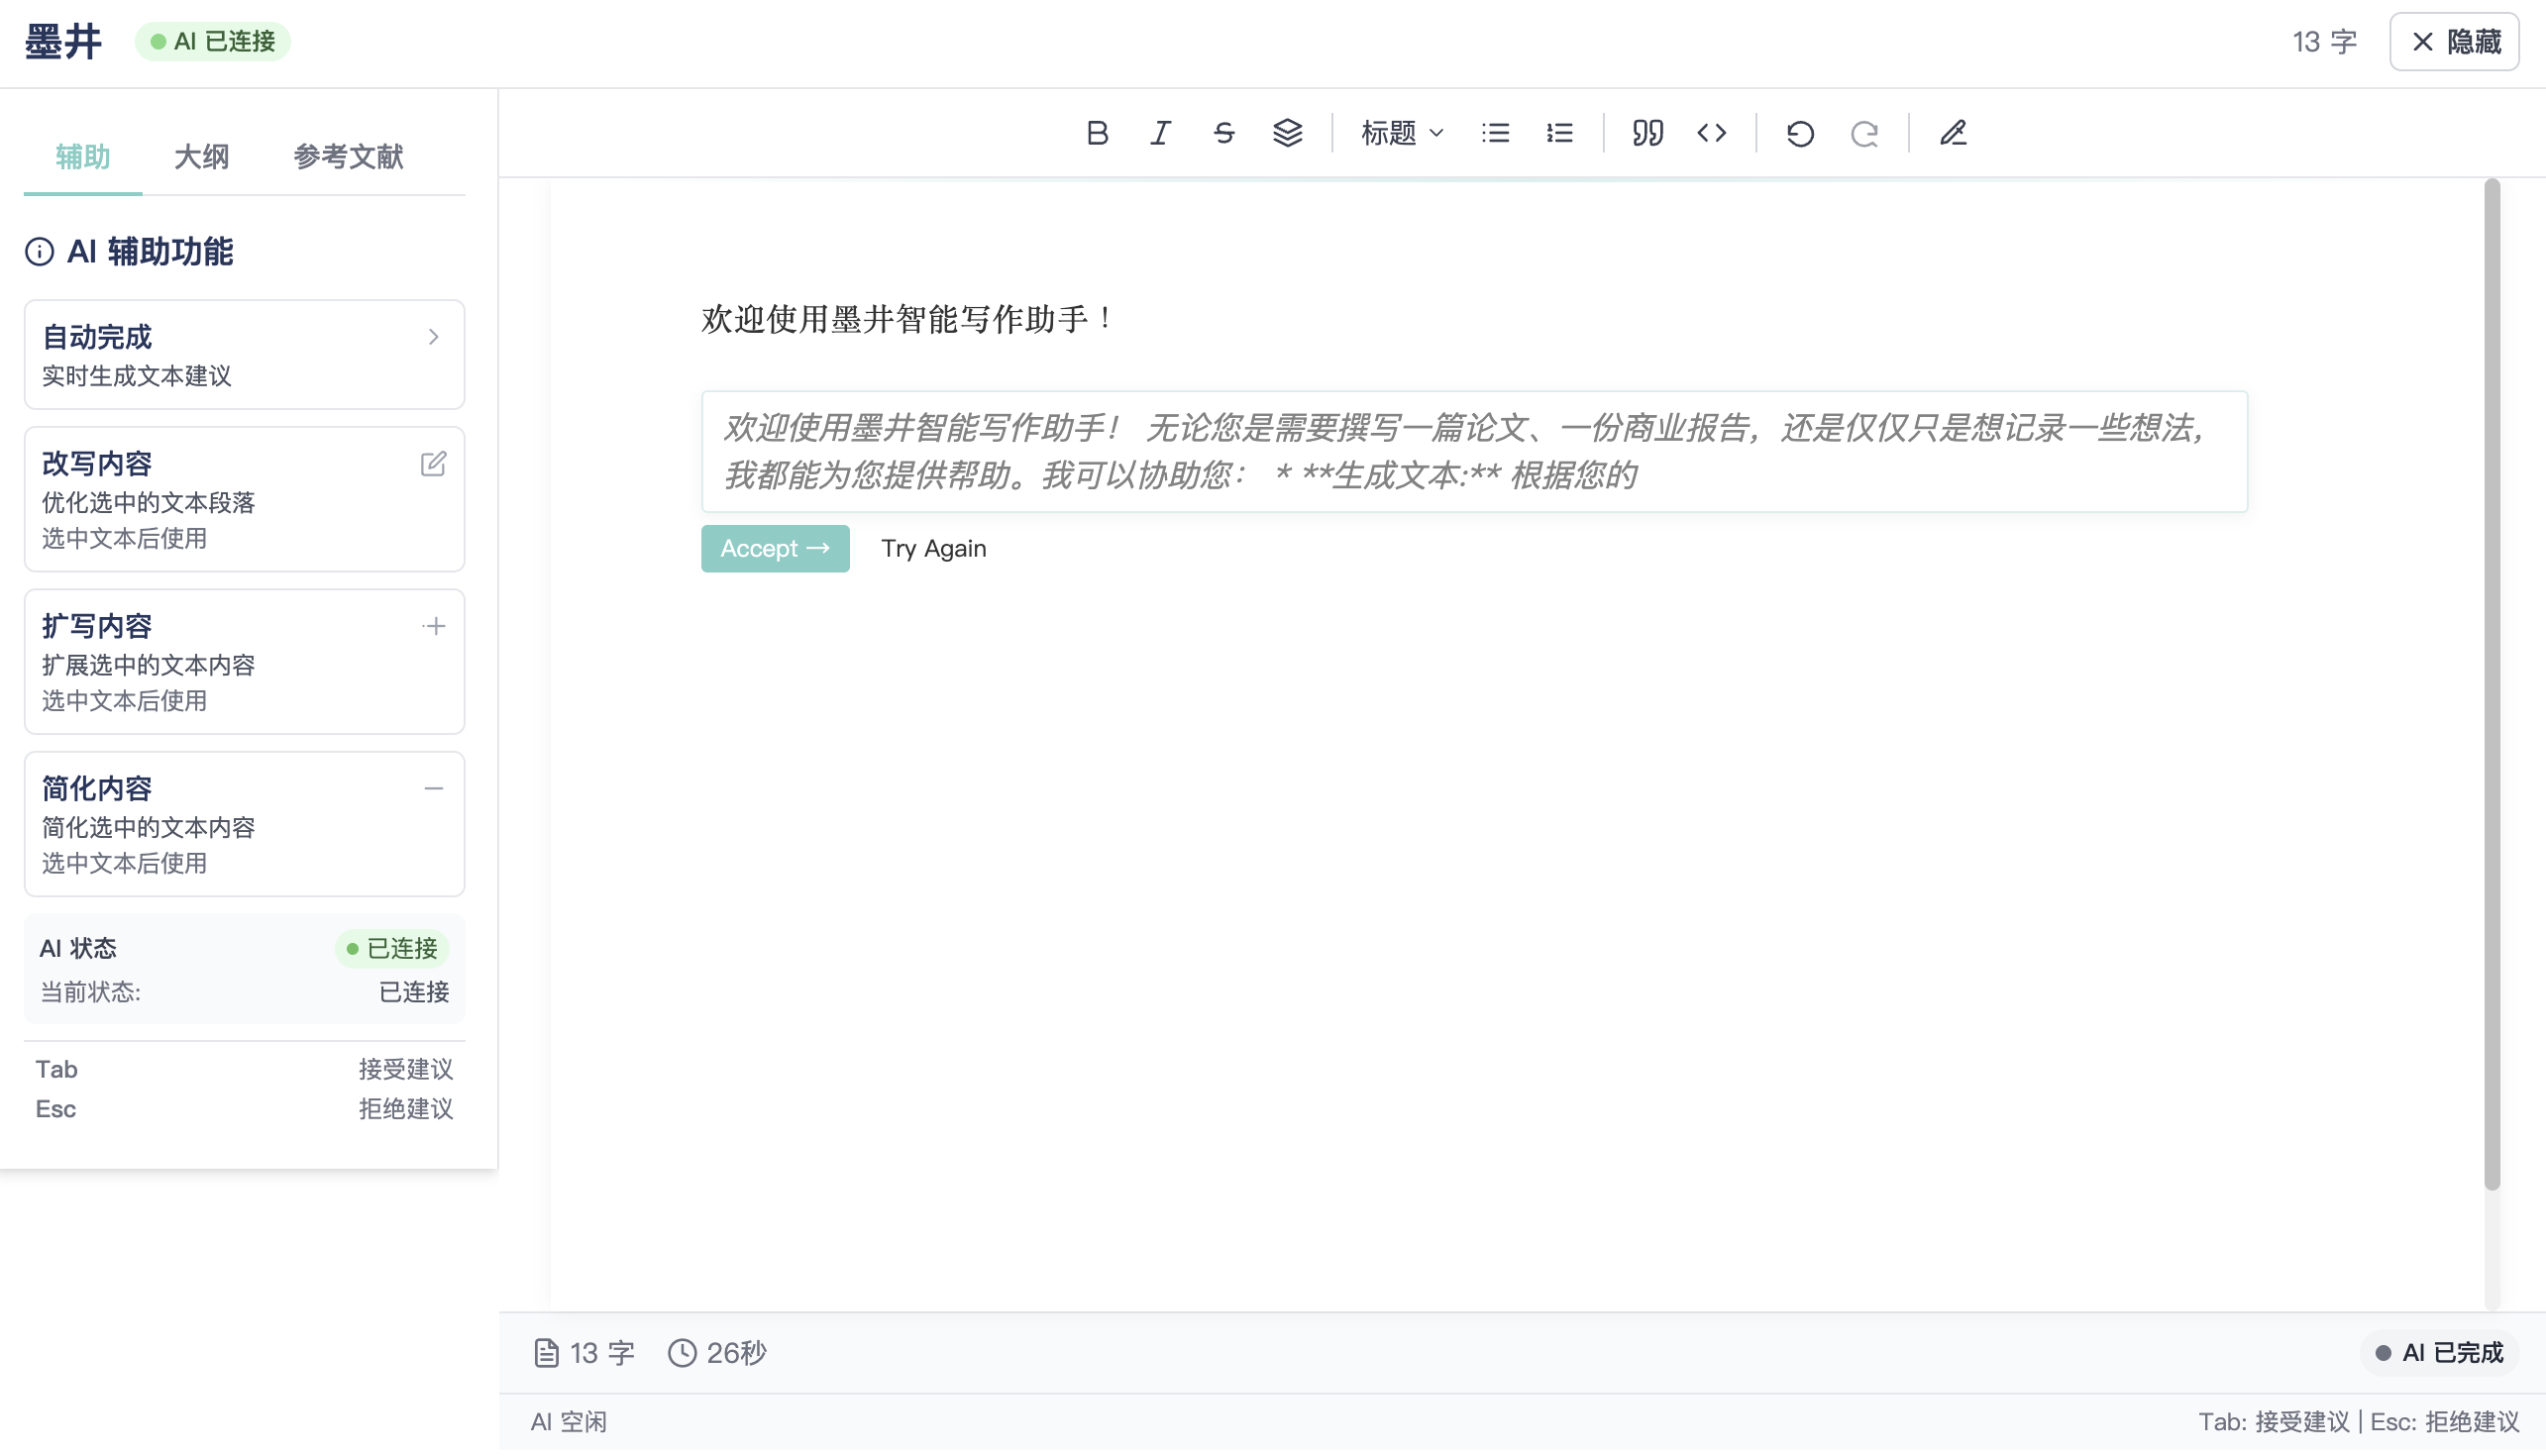 墨井
AI 已连接
13 字
隐藏
辅助
大纲
参考文献
标题
AI 辅助功能
自动完成
实时生成文本建议
改写内容
优化选中的文本段落
选中文本后使用
扩写内容
扩展选中的文本内容
选中文本后使用
简化内容
简化选中的文本内容
选中文本后使用
AI 状态
已连接
当前状态:
已连接
Tab
接受建议
Esc
拒绝建议
欢迎使用墨井智能写作助手！
欢迎使用墨井智能写作助手！ 无论您是需要撰写一篇论文、一份商业报告，还是仅仅只是想记录一些想法，
我都能为您提供帮助。我可以协助您： * **生成文本:** 根据您的
Accept →
Try Again
13 字
26秒
AI 已完成
AI 空闲
Tab: 接受建议 | Esc: 拒绝建议